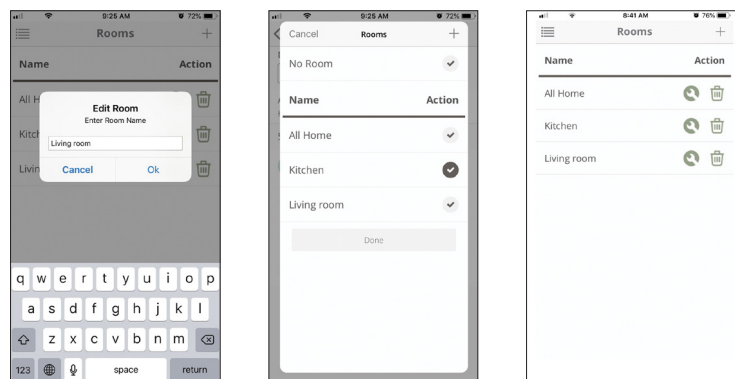 9:25 AM 72%
Rooms +
Name Action
All H
Edit Room
Enter Room Name
Kitch
Living room
Livin
Cancel Ok
q w e r t y u i o p
a s d f g h j k l
z x c v b n m
123 space return
9:25 AM 72%
Cancel Rooms +
No Room
Name Action
All Home
Kitchen
Living room
Done
8:41 AM 76%
Rooms +
Name Action
All Home
Kitchen
Living room